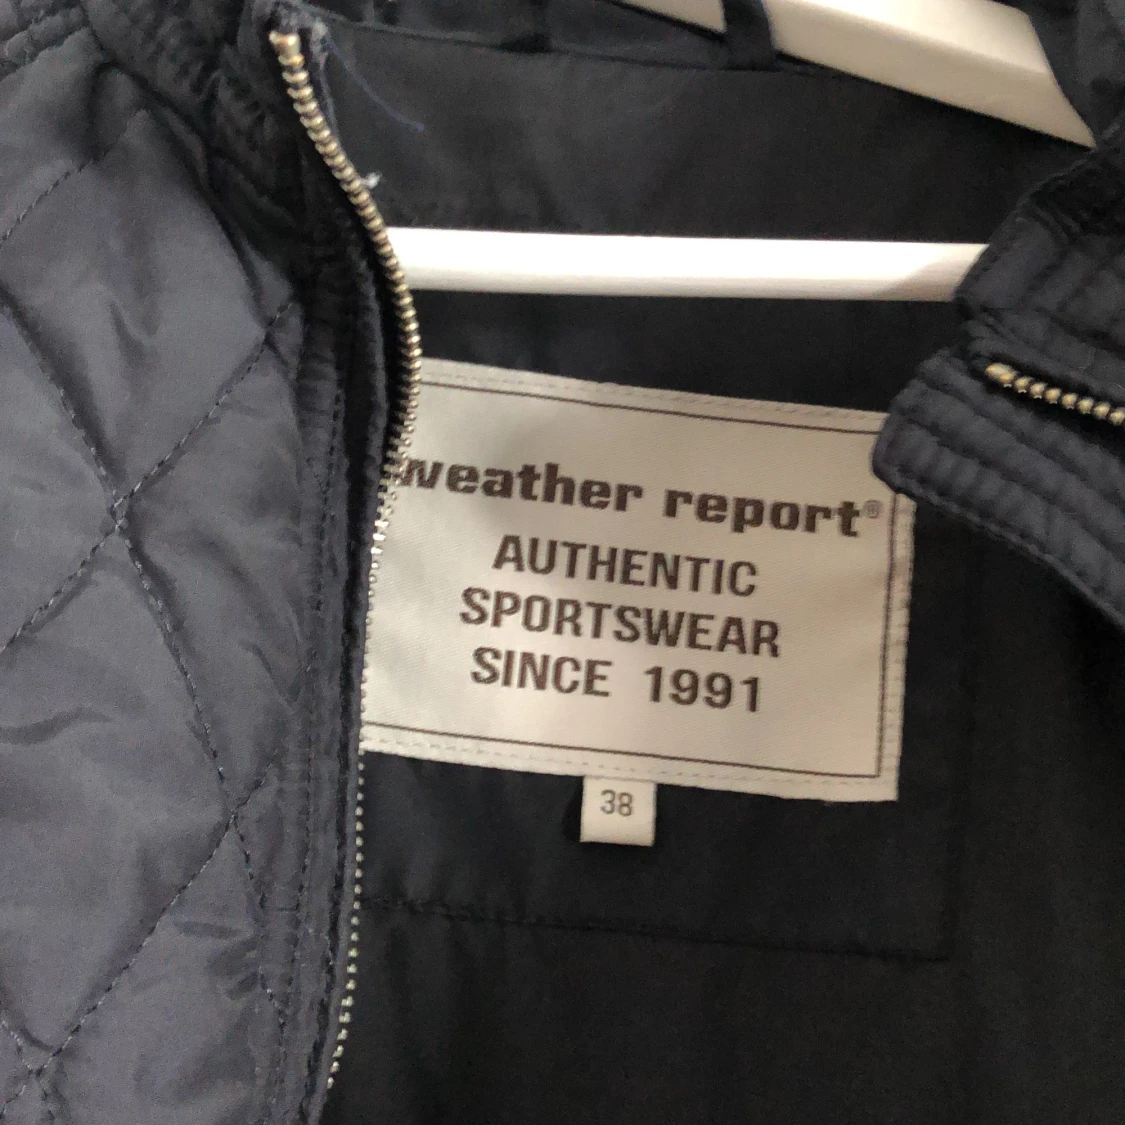 weather report®
AUTHENTIC
SPORTSWEAR
SINCE 1991
38